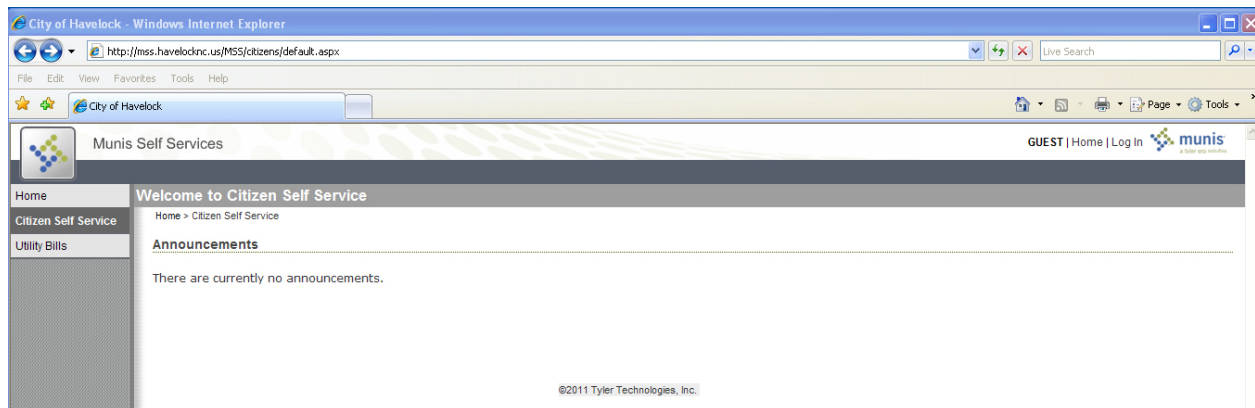 City of Havelock - Windows Internet Explorer
http://mss.havelocknc.us/MSS/citizens/default.aspx
Live Search
File Edit View Favorites Tools Help
City of Havelock
Page Tools
Munis Self Services
GUEST | Home | Log In
munis
a tyler erp solution
Home
Welcome to Citizen Self Service
Citizen Self Service
Home > Citizen Self Service
Utility Bills
Announcements
There are currently no announcements.
©2011 Tyler Technologies, Inc.